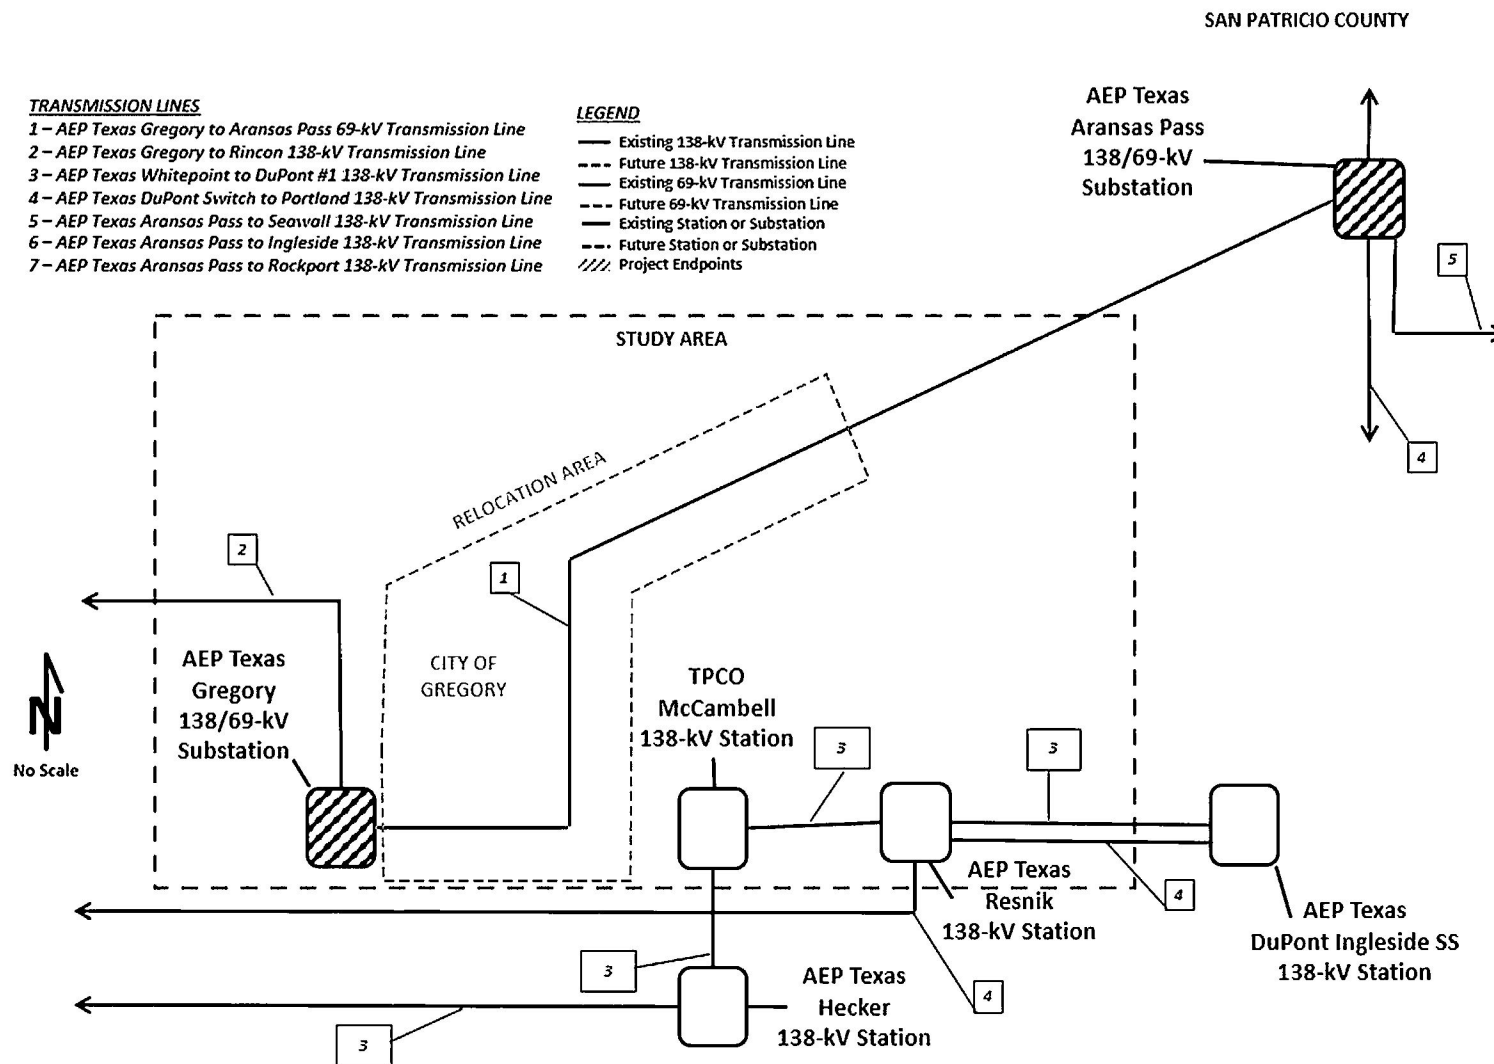 SAN PATRICIO COUNTY
TRANSMISSION LINES
1 – AEP Texas Gregory to Aransas Pass 69-kV Transmission Line
2 – AEP Texas Gregory to Rincon 138-kV Transmission Line
3 – AEP Texas Whitepoint to DuPont #1 138-kV Transmission Line
4 – AEP Texas DuPont Switch to Portland 138-kV Transmission Line
5 – AEP Texas Aransas Pass to Seawall 138-kV Transmission Line
6 – AEP Texas Aransas Pass to Ingleside 138-kV Transmission Line
7 – AEP Texas Aransas Pass to Rockport 138-kV Transmission Line
LEGEND
Existing 138-kV Transmission Line
Future 138-kV Transmission Line
Existing 69-kV Transmission Line
Future 69-kV Transmission Line
Existing Station or Substation
Future Station or Substation
Project Endpoints
AEP Texas
Aransas Pass
138/69-kV
Substation
5
4
STUDY AREA
RELOCATION AREA
2
1
AEP Texas
Gregory
138/69-kV
Substation
CITY OF
GREGORY
N
No Scale
TPCO
McCambell
138-kV Station
3
3
AEP Texas
Resnik
138-kV Station
4
AEP Texas
DuPont Ingleside SS
138-kV Station
3
AEP Texas
Hecker
138-kV Station
4
3